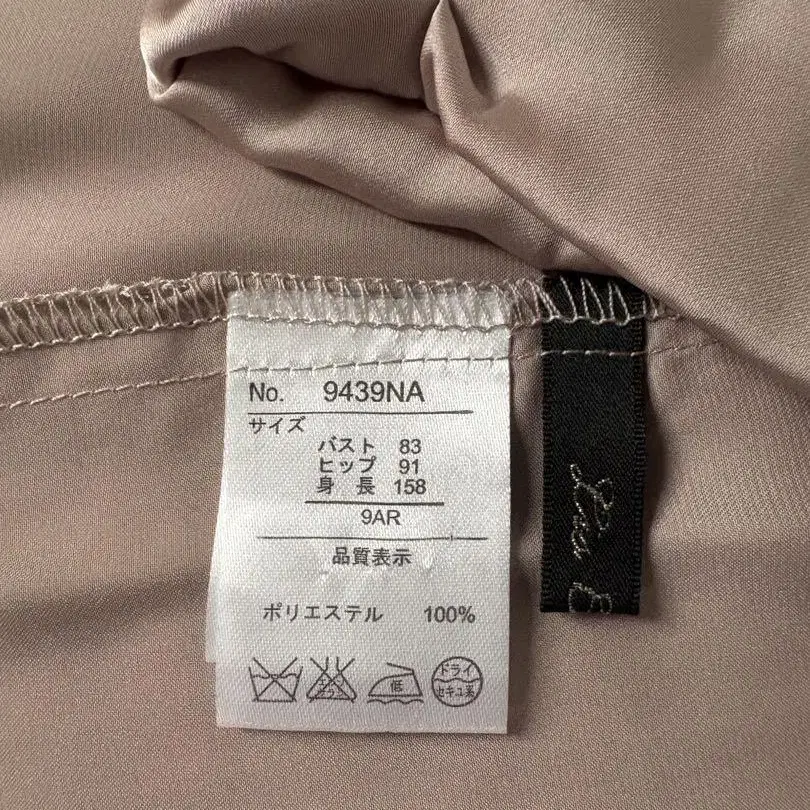 No. 9439NA
サイズ
バスト 83
ヒップ 91
身 長 158
9AR
品質表示
ポリエステル 100%
低
ドライ
セキユ系